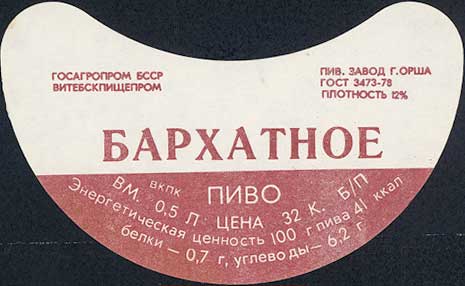 ГОСАГРОПРОМ БССР
ВИТЕБСКПИЩЕПРОМ
ПИВ. ЗАВОД Г. ОРША
ГОСТ 3473-78
ПЛОТНОСТЬ 12%
БАРХАТНОЕ
ВКПК
ПИВО
ВМ. 0,5 Л. ЦЕНА 32 К. Б/П
Энергетическая ценность 100 г пива 41 ккал
белки — 0,7 г, углеводы — 6,2 г